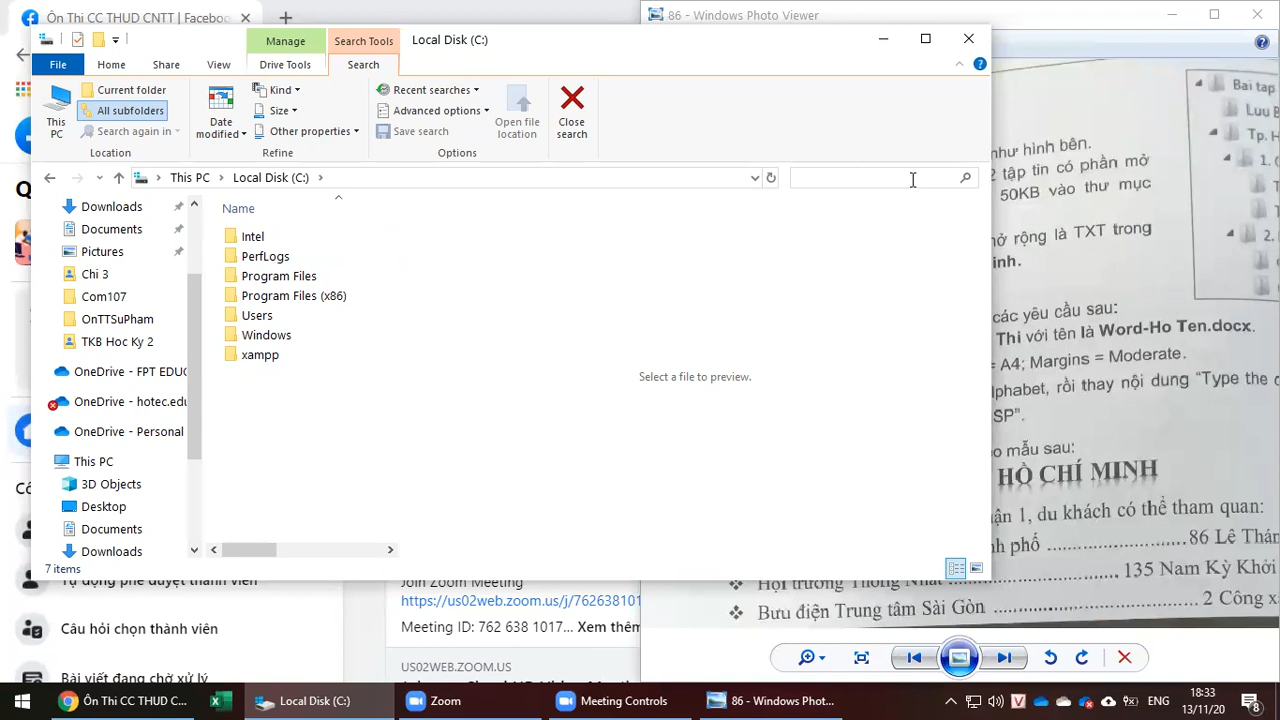 Ôn Thi CC THUD CNTT | Facebo
86 - Windows Photo Viewer
Manage
Search Tools
Local Disk (C:)
File
Home
Share
View
Drive Tools
Search
This PC
Current folder
All subfolders
Search again in
Location
Date modified
Kind
Size
Other properties
Refine
Recent searches
Advanced options
Save search
Options
Open file location
Close search
This PC
Local Disk (C:)
Downloads
Documents
Pictures
Chi 3
Com107
OnTTSuPham
TKB Hoc Ky 2
OneDrive - FPT EDUC
OneDrive - hotec.edu
OneDrive - Personal
This PC
3D Objects
Desktop
Documents
Downloads
Name
Intel
PerfLogs
Program Files
Program Files (x86)
Users
Windows
xampp
Select a file to preview.
7 items
Bai tap
Tp. H
1.
2.
như hình bên.
2 tập tin có phần mở
50KB vào thư mục
ở rộng là TXT trong
inh.
các yêu cầu sau:
Thi với tên là Word-Ho Ten.docx.
= A4; Margins = Moderate.
lphabet, rồi thay nội dung "Type the
SP".
o mẫu sau:
HỒ CHÍ MINH
ận 1, du khách có thể tham quan:
h phố ........................ 86 Lê Thán
Hội trường Thống Nhất ........................ 135 Nam Kỳ Khởi
Bưu điện Trung tâm Sài Gòn ........................ 2 Công x
Tự động phê duyệt thành viên
Câu hỏi chọn thành viên
Bài viết đang chờ xử lý
Join Zoom Meeting
https://us02web.zoom.us/j/762638101
Meeting ID: 762 638 1017... Xem thêm
US02WEB.ZOOM.US
Ôn Thi CC THUD C...
Local Disk (C:)
Zoom
Meeting Controls
86 - Windows Phot...
ENG
18:33
13/11/20
8